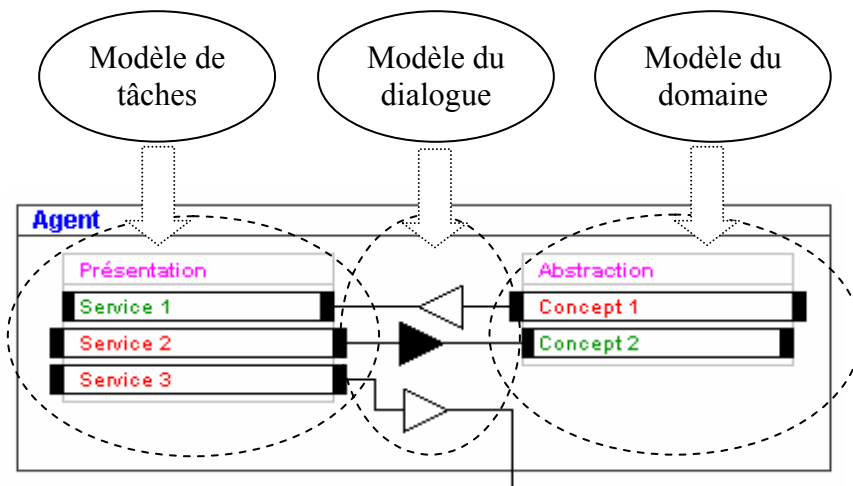 Modèle de
tâches
Modèle du
dialogue
Modèle du
domaine
Agent
Présentation
Service 1
Service 2
Service 3
Abstraction
Concept 1
Concept 2